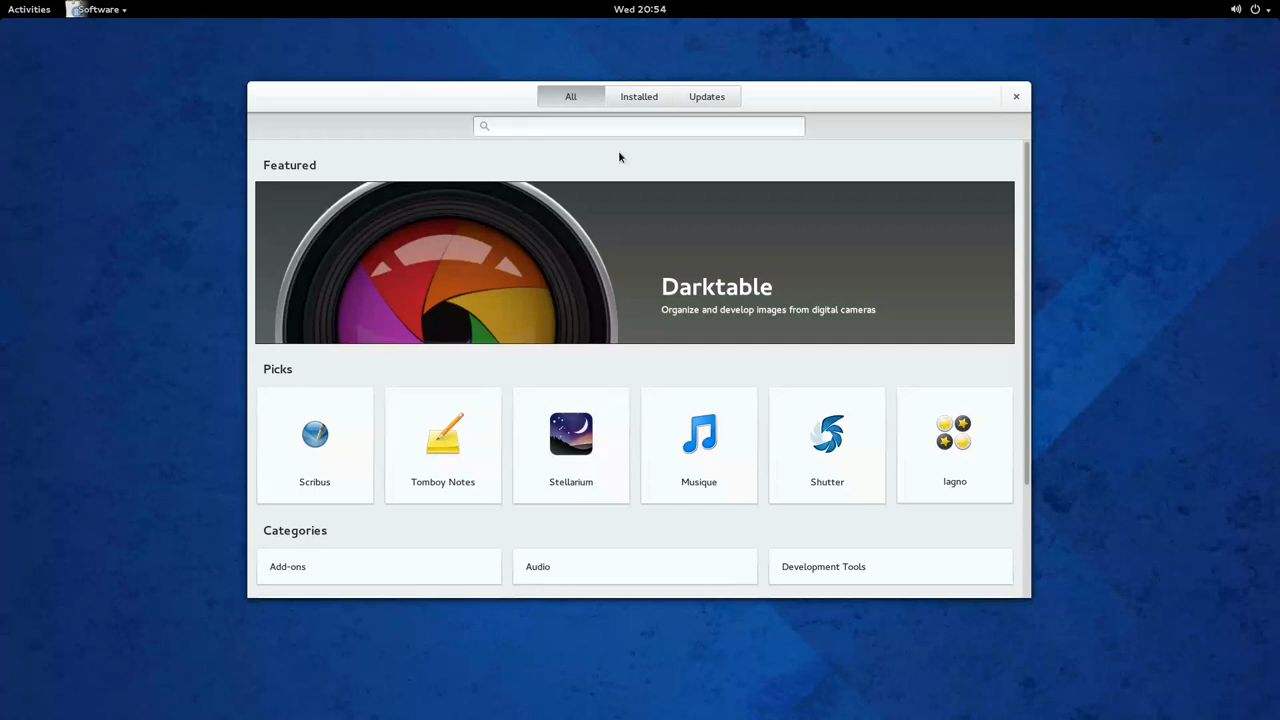 Activities
Software
Wed 20:54
All
Installed
Updates
Featured
Darktable
Organize and develop images from digital cameras
Picks
Scribus
Tomboy Notes
Stellarium
Musique
Shutter
Iagno
Categories
Add-ons
Audio
Development Tools